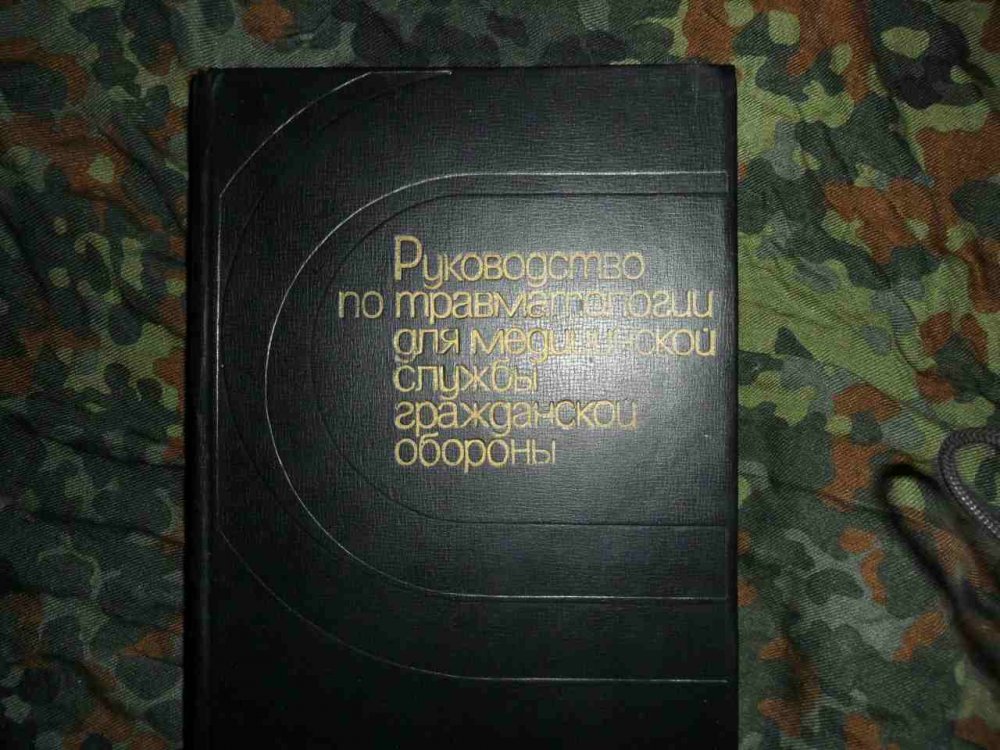 Руководство
по травматологии
для медицинской
службы
гражданской
обороны